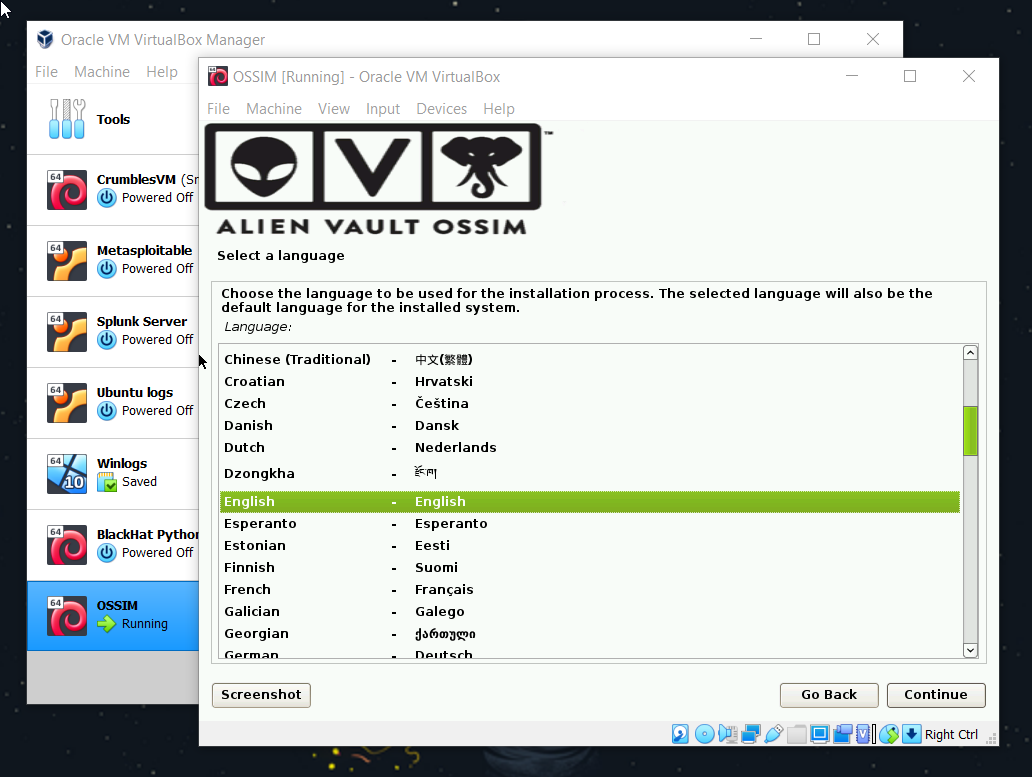 Oracle VM VirtualBox Manager
File Machine Help
Tools
64
CrumblesVM (Sr
Powered Off
64
Metasploitable
Powered Off
64
Splunk Server
Powered Off
64
Ubuntu logs
Powered Off
64
10
Winlogs
Saved
64
BlackHat Python
Powered Off
64
OSSIM
Running
OSSIM [Running] - Oracle VM VirtualBox
File Machine View Input Devices Help
V
™
ALIEN VAULT OSSIM
Select a language
Choose the language to be used for the installation process. The selected language will also be the
default language for the installed system.
Language:
Chinese (Traditional) - 中文(繁體)
Croatian - Hrvatski
Czech - Čeština
Danish - Dansk
Dutch - Nederlands
Dzongkha - རྫོང་ཁ།
English - English
Esperanto - Esperanto
Estonian - Eesti
Finnish - Suomi
French - Français
Galician - Galego
Georgian - ქართული
German - Deutsch
Screenshot
Go Back
Continue
V
Right Ctrl